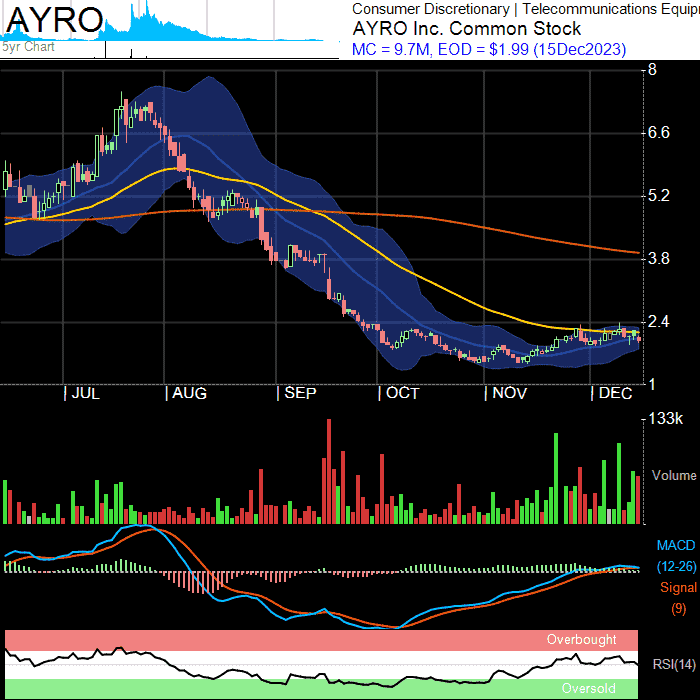 AYRO
5yr Chart
Consumer Discretionary | Telecommunications Equip
AYRO Inc. Common Stock
MC = 9.7M, EOD = $1.99 (15Dec2023)
8
6.6
5.2
3.8
2.4
1
| JUL | AUG | SEP | OCT | NOV | DEC
133k
Volume
MACD
(12-26)
Signal
(9)
Overbought
RSI(14)
Oversold